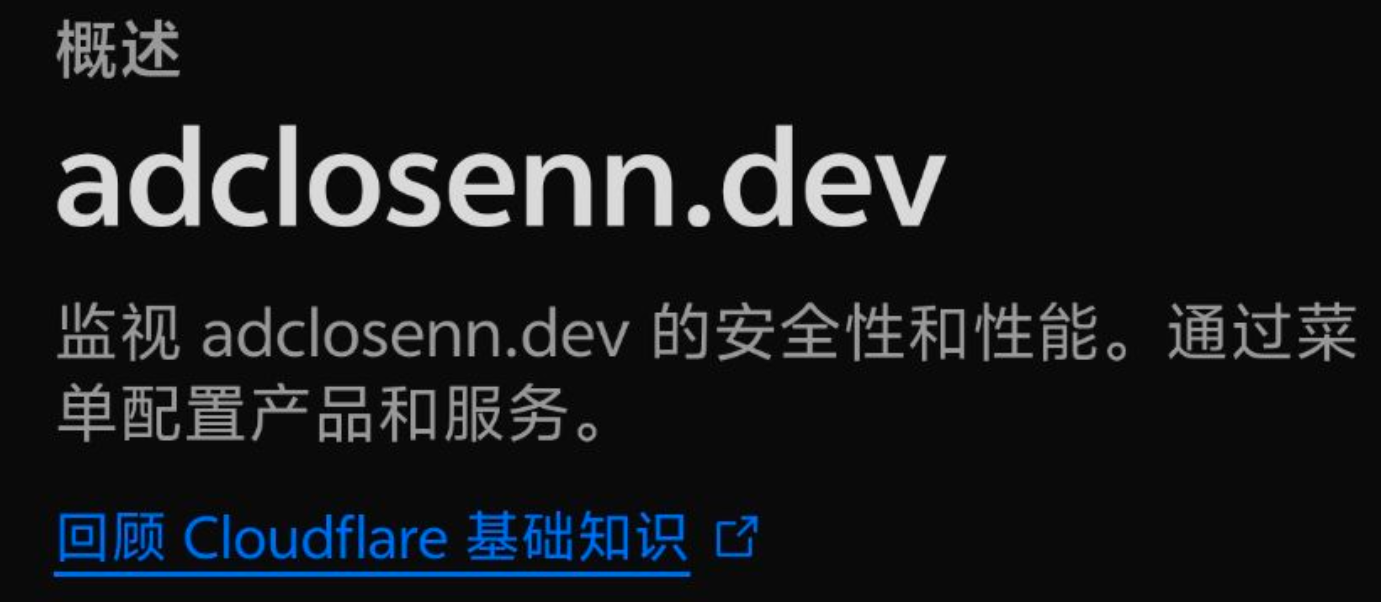 概述
adclosenn.dev
监视 adclosenn.dev 的安全性和性能。通过菜
单配置产品和服务。
回顾 Cloudflare 基础知识